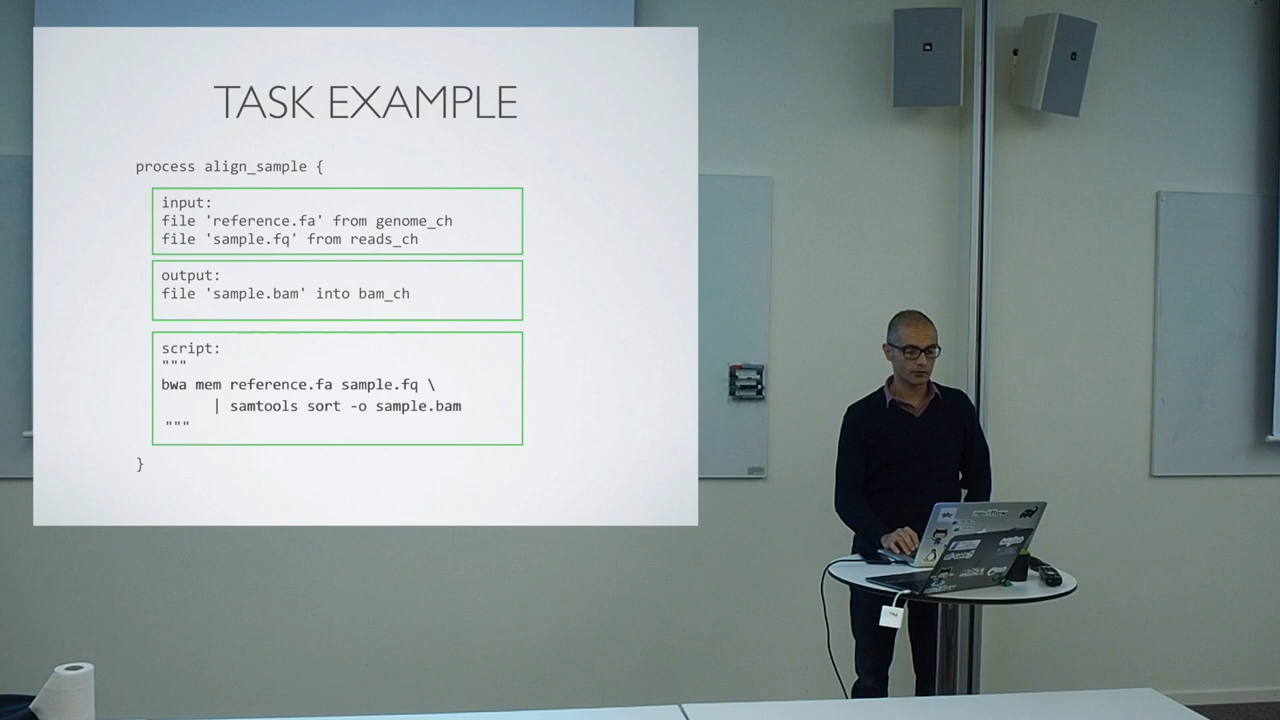 TASK EXAMPLE
process align_sample {
input:
file 'reference.fa' from genome_ch
file 'sample.fq' from reads_ch
output:
file 'sample.bam' into bam_ch
script:
"""
bwa mem reference.fa sample.fq \
| samtools sort -o sample.bam
"""
}
nextflow